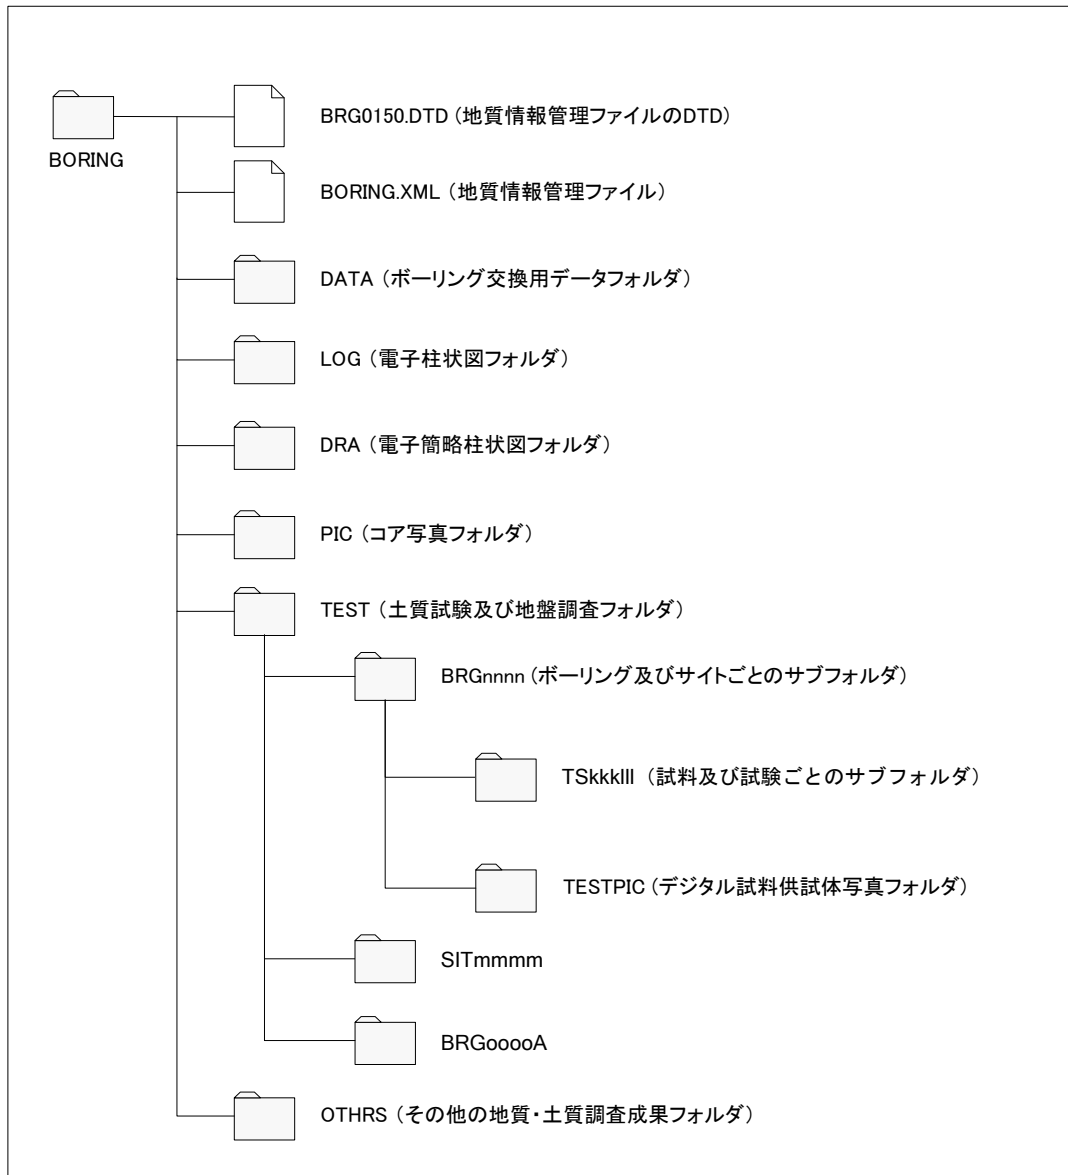 BORING
BRG0150.DTD (地質情報管理ファイルのDTD)
BORING.XML (地質情報管理ファイル)
DATA (ボーリング交換用データフォルダ)
LOG (電子柱状図フォルダ)
DRA (電子簡略柱状図フォルダ)
PIC (コア写真フォルダ)
TEST (土質試験及び地盤調査フォルダ)
BRGnnnn (ボーリング及びサイトごとのサブフォルダ)
TSkkklll (試料及び試験ごとのサブフォルダ)
TESTPIC (デジタル試料供試体写真フォルダ)
SITmmmm
BRGooooA
OTHRS (その他の地質・土質調査成果フォルダ)